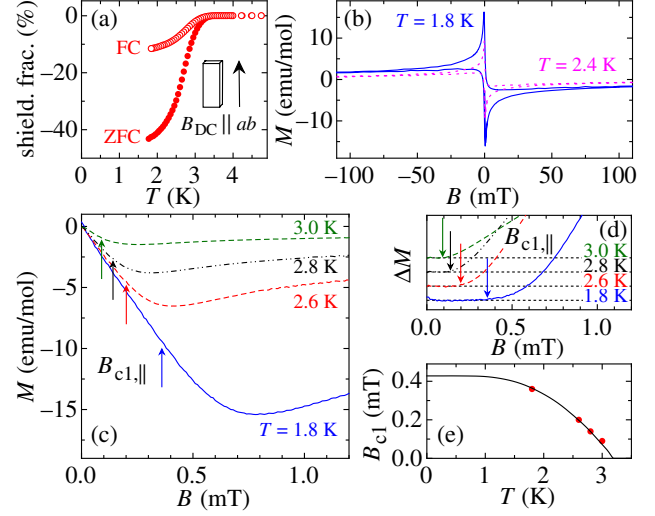 (a)
shield. frac. (%)
0
−20
−40
FC
ZFC
B_DC || ab
0 1 2 3 4
T (K)
(b)
M (emu/mol)
10
0
−10
T = 1.8 K
T = 2.4 K
−100 −50 0 50 100
B (mT)
(c)
M (emu/mol)
0
−5
−10
−15
3.0 K
2.8 K
2.6 K
T = 1.8 K
B_c1,||
0.0 0.5 1.0
B (mT)
(d)
ΔM
B_c1,||
3.0 K
2.8 K
2.6 K
1.8 K
0.0 0.5 1.0
B (mT)
(e)
B_c1 (mT)
0.4
0.2
0.0
0 1 2 3
T (K)